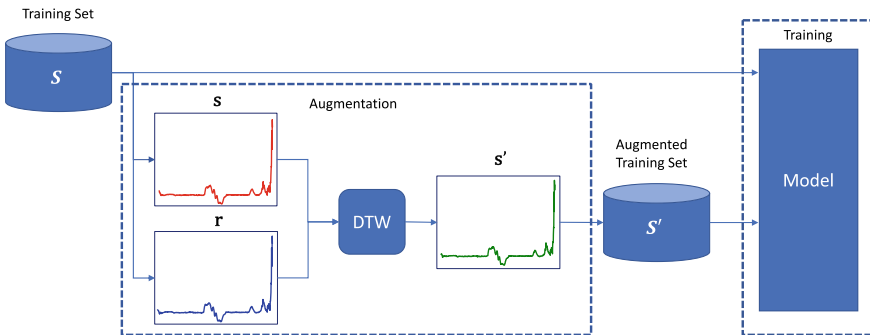 Training Set
S
Augmentation
s
r
DTW
s′
Augmented
Training Set
S′
Training
Model